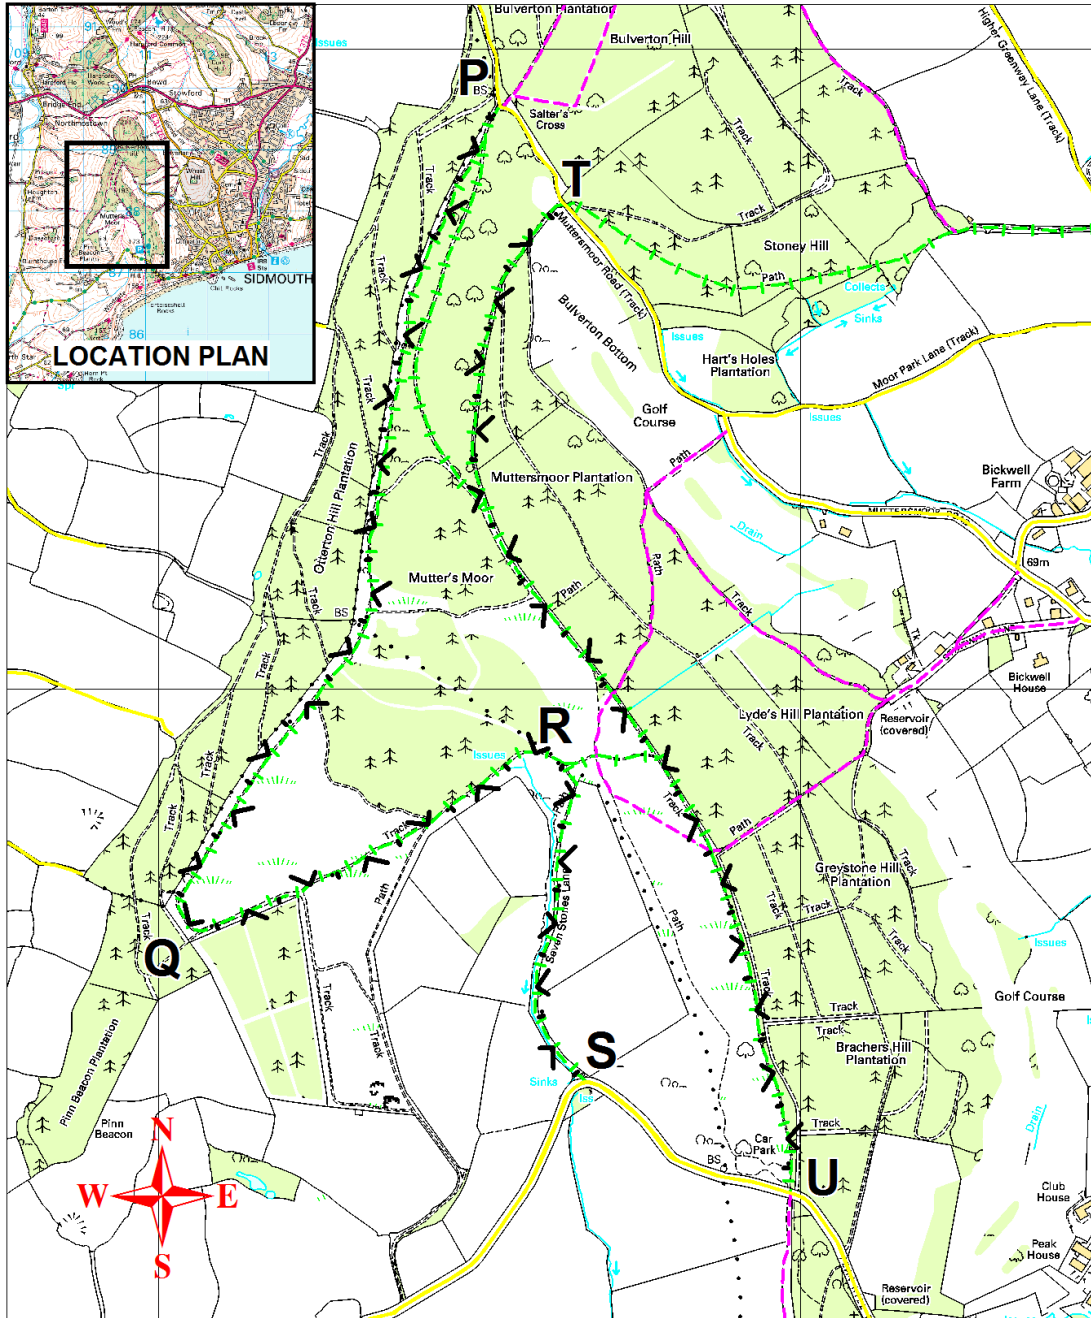 Bulverton Plantation
Bulverton Hill
P
BS
Salter's
Cross
Track
Higher Greenway Lane (Track)
Issues
LOCATION PLAN
SIDMOUTH
T
Track
Track
Track
Stoney Hill
Path
Collects
Sinks
Muttersmoor Road (Track)
Bulverton Bottom
Issues
Hart's Holes
Plantation
Moor Park Lane (Track)
Track
Track
Golf
Course
Issues
Path
Bickwell
Farm
Muttersmoor Plantation
Track
Otterton Hill Plantation
Drain
69m
Mutter's Moor
Path
Path
Track
Track
BS
Tk
Bickwell
House
Track
R
Lyde's Hill Plantation
Reservoir
(covered)
Issues
Track
Track
Track
Track
Track
Path
Path
Greystone Hill
Plantation
Track
Seven Stones Lane
Path
Track
Track
Q
Issues
Track
Track
Golf Course
Track
Track
Brachers Hill
Plantation
S
Sinks
Iss
Pinn Beacon Plantation
Pinn
Beacon
Drain
Track
Car
Park
BS
U
N
W
E
S
Club
House
Peak
House
Reservoir
(covered)